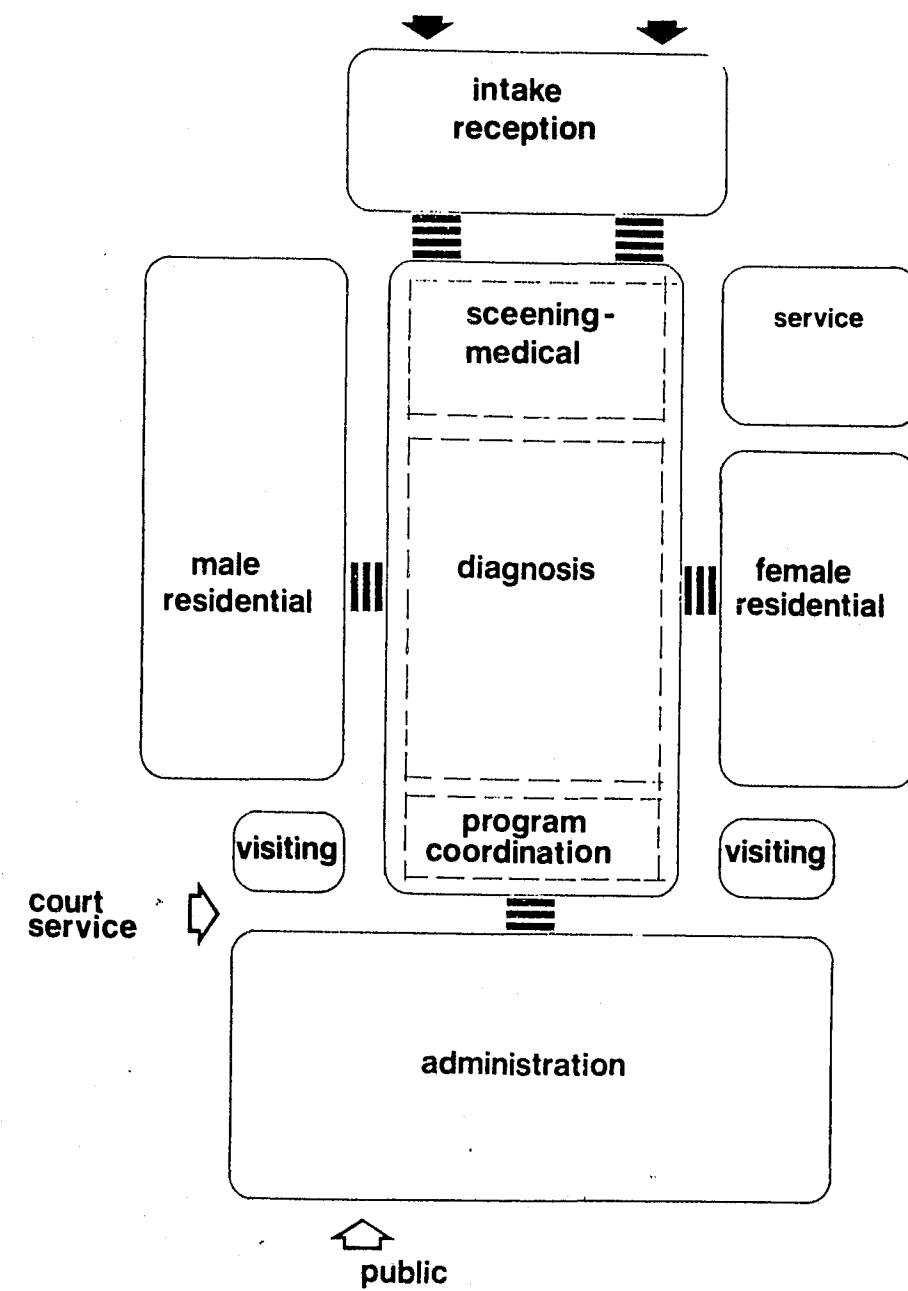 intake
reception
sceening-
medical
service
male
residential
diagnosis
female
residential
program
coordination
visiting
visiting
court
service
administration
public